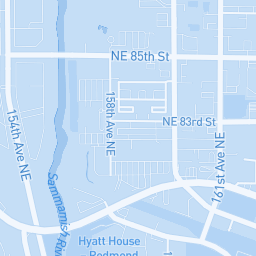 NE 85th St
158th Ave NE
NE 83rd St
154th Ave NE
161st Ave NE
Sammamish Riv
Hyatt House
Redmond